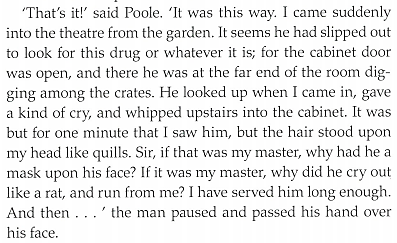 ‘That’s it!’ said Poole. ‘It was this way. I came suddenly
into the theatre from the garden. It seems he had slipped out
to look for this drug or whatever it is; for the cabinet door
was open, and there he was at the far end of the room dig-
ging among the crates. He looked up when I came in, gave
a kind of cry, and whipped upstairs into the cabinet. It was
but for one minute that I saw him, but the hair stood upon
my head like quills. Sir, if that was my master, why had he a
mask upon his face? If it was my master, why did he cry out
like a rat, and run from me? I have served him long enough.
And then . . . ’ the man paused and passed his hand over
his face.